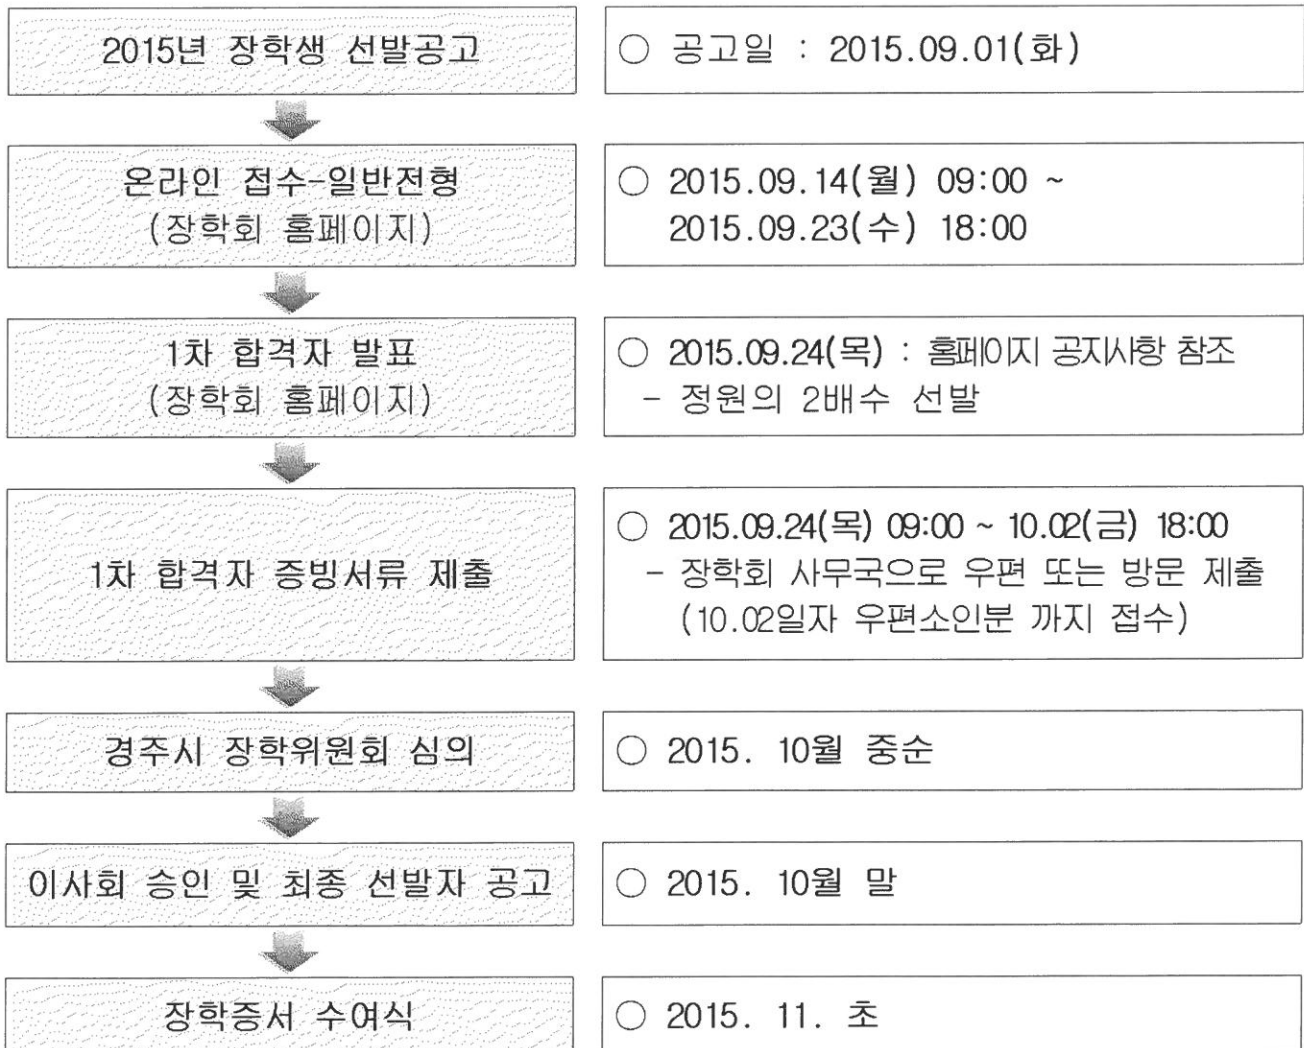 2015년 장학생 선발공고
○ 공고일 : 2015.09.01(화)
온라인 접수-일반전형
(장학회 홈페이지)
○ 2015.09.14(월) 09:00 ~
2015.09.23(수) 18:00
1차 합격자 발표
(장학회 홈페이지)
○ 2015.09.24(목) : 홈페이지 공지사항 참조
- 정원의 2배수 선발
1차 합격자 증빙서류 제출
○ 2015.09.24(목) 09:00 ~ 10.02(금) 18:00
- 장학회 사무국으로 우편 또는 방문 제출
(10.02일자 우편소인분 까지 접수)
경주시 장학위원회 심의
○ 2015. 10월 중순
이사회 승인 및 최종 선발자 공고
○ 2015. 10월 말
장학증서 수여식
○ 2015. 11. 초